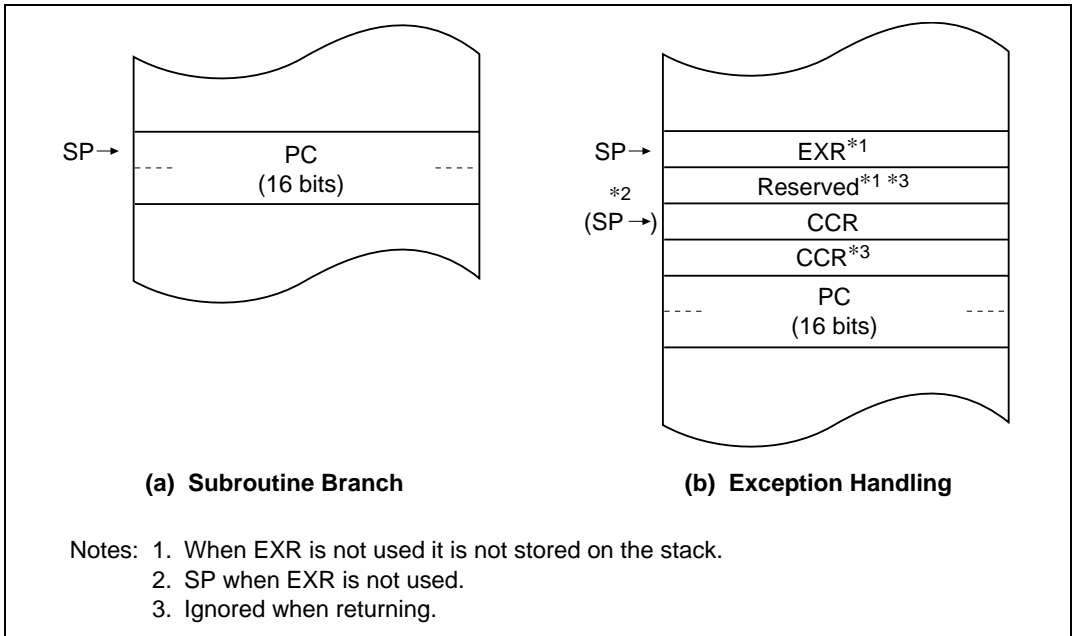 SP→
PC
(16 bits)
SP→
EXR*1
Reserved*1 *3
*2
(SP→)
CCR
CCR*3
PC
(16 bits)
(a) Subroutine Branch
(b) Exception Handling
Notes: 1. When EXR is not used it is not stored on the stack.
2. SP when EXR is not used.
3. Ignored when returning.